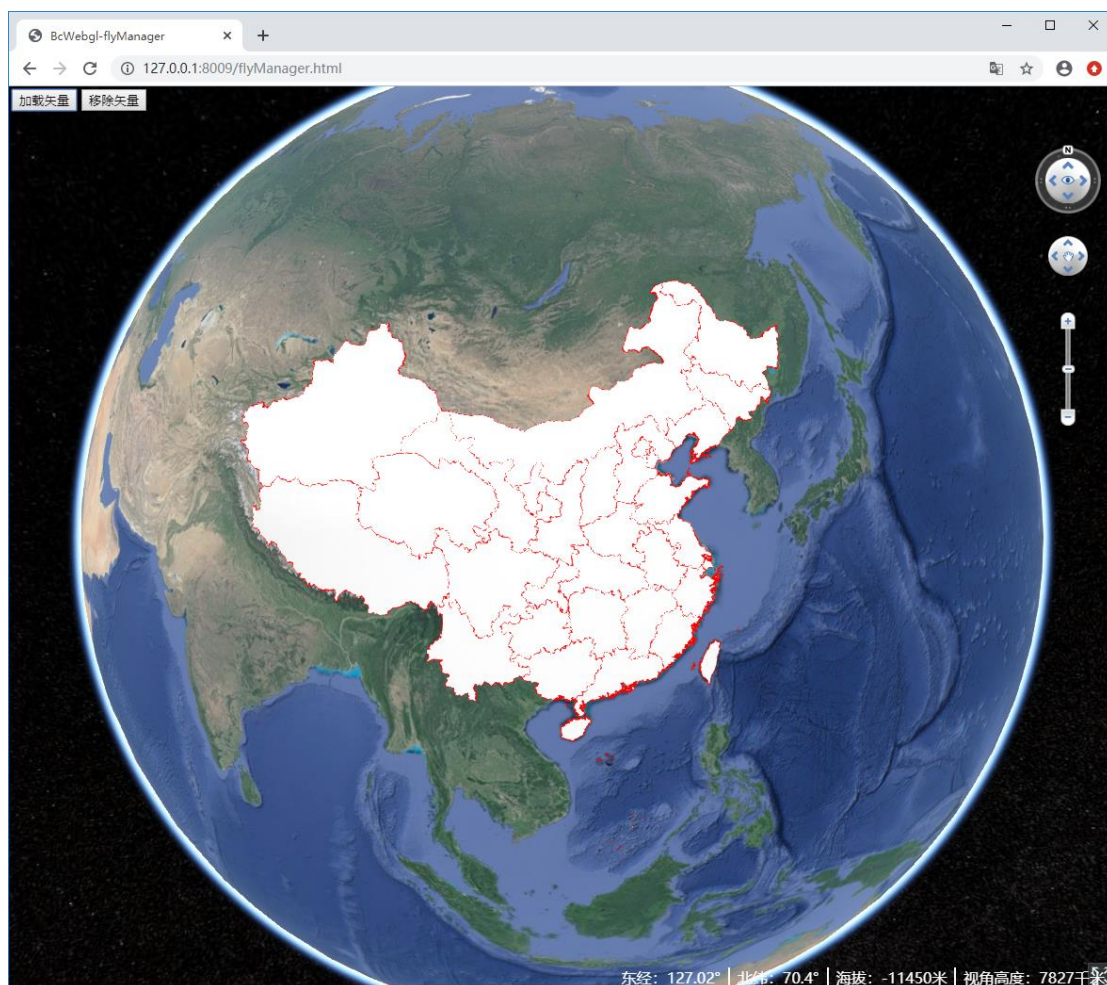 BcWebgl-flyManager
127.0.0.1:8009/flyManager.html
加载矢量 移除矢量
N
东经：127.02° 北纬：70.4° 海拔：-11450米 视角高度：7827千米